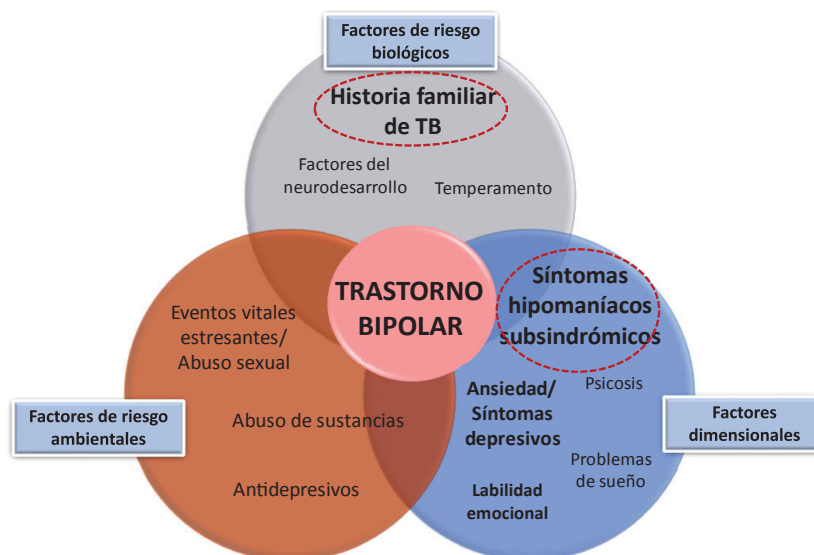 Factores de riesgo
biológicos
Historia familiar
de TB
Factores del
neurodesarrollo
Temperamento
TRASTORNO
BIPOLAR
Síntomas
hipomaníacos
subsindrómicos
Eventos vitales
estresantes/
Abuso sexual
Abuso de sustancias
Antidepresivos
Factores de riesgo
ambientales
Ansiedad/
Síntomas
depresivos
Psicosis
Problemas
de sueño
Labilidad
emocional
Factores
dimensionales